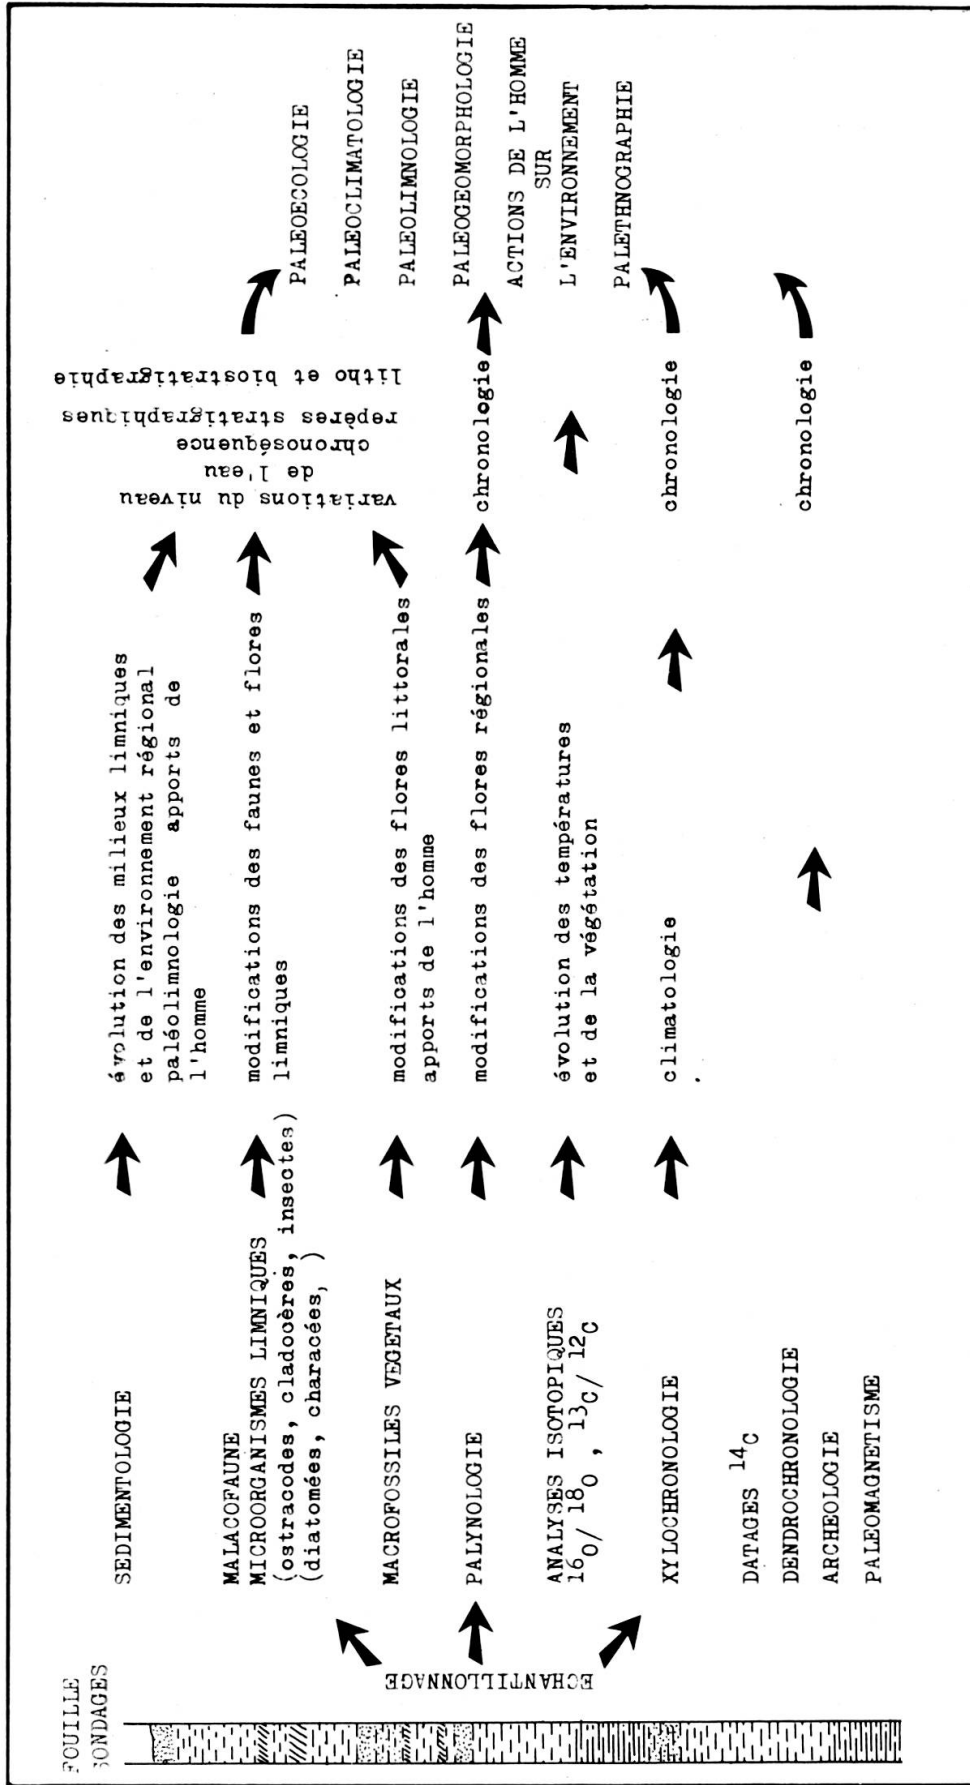 FOUILLE
SONDAGES
ECHANTILLONNAGE
SEDIMENTOLOGIE
MALACOFAUNE
MICROORGANISMES LIMNIQUES
(ostracodes, cladocères, insectes)
(diatomées, characées, )
MACROFOSSILES VEGETAUX
PALYNOLOGIE
ANALYSES ISOTOPIQUES
16O/ 18O , 13C/ 12C
XYLOCHRONOLOGIE
DATAGES 14C
DENDROCHRONOLOGIE
ARCHEOLOGIE
PALEOMAGNETISME
évolution des milieux limniques
et de l'environnement régional
paléolimnologie apports de
l'homme
modifications des faunes et flores
limniques
modifications des flores littorales
apports de l'homme
modifications des flores régionales
évolution des températures
et de la végétation
climatologie
variations du niveau
de l'eau
chronoséquence
repères stratigraphiques
litho et biostratigraphie
chronologie
chronologie
chronologie
PALEOECOLOGIE
PALEOCLIMATOLOGIE
PALEOLIMNOLOGIE
PALEOGEOMORPHOLOGIE
ACTIONS DE L'HOMME
SUR
L'ENVIRONNEMENT
PALETHNOGRAPHIE